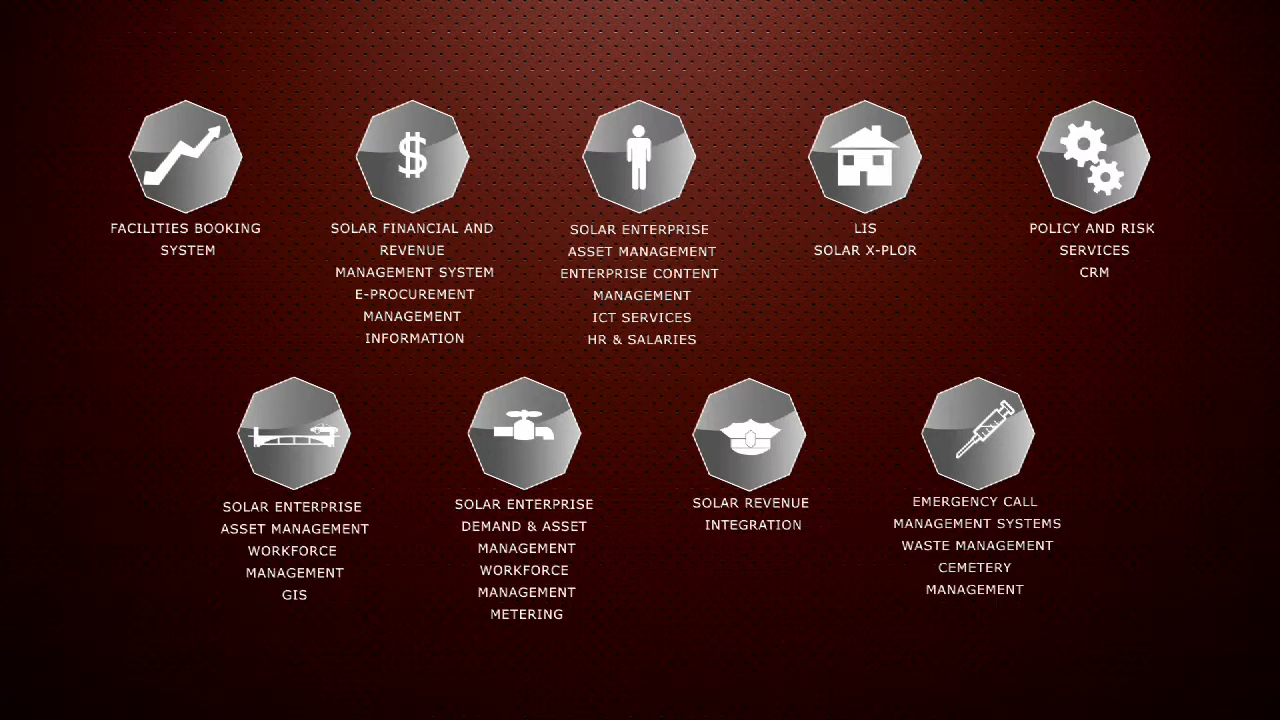 FACILITIES BOOKING
SYSTEM
SOLAR FINANCIAL AND
REVENUE
MANAGEMENT SYSTEM
E-PROCUREMENT
MANAGEMENT
INFORMATION
SOLAR ENTERPRISE
ASSET MANAGEMENT
ENTERPRISE CONTENT
MANAGEMENT
ICT SERVICES
HR & SALARIES
LIS
SOLAR X-PLOR
POLICY AND RISK
SERVICES
CRM
SOLAR ENTERPRISE
ASSET MANAGEMENT
WORKFORCE
MANAGEMENT
GIS
SOLAR ENTERPRISE
DEMAND & ASSET
MANAGEMENT
WORKFORCE
MANAGEMENT
METERING
SOLAR REVENUE
INTEGRATION
EMERGENCY CALL
MANAGEMENT SYSTEMS
WASTE MANAGEMENT
CEMETERY
MANAGEMENT